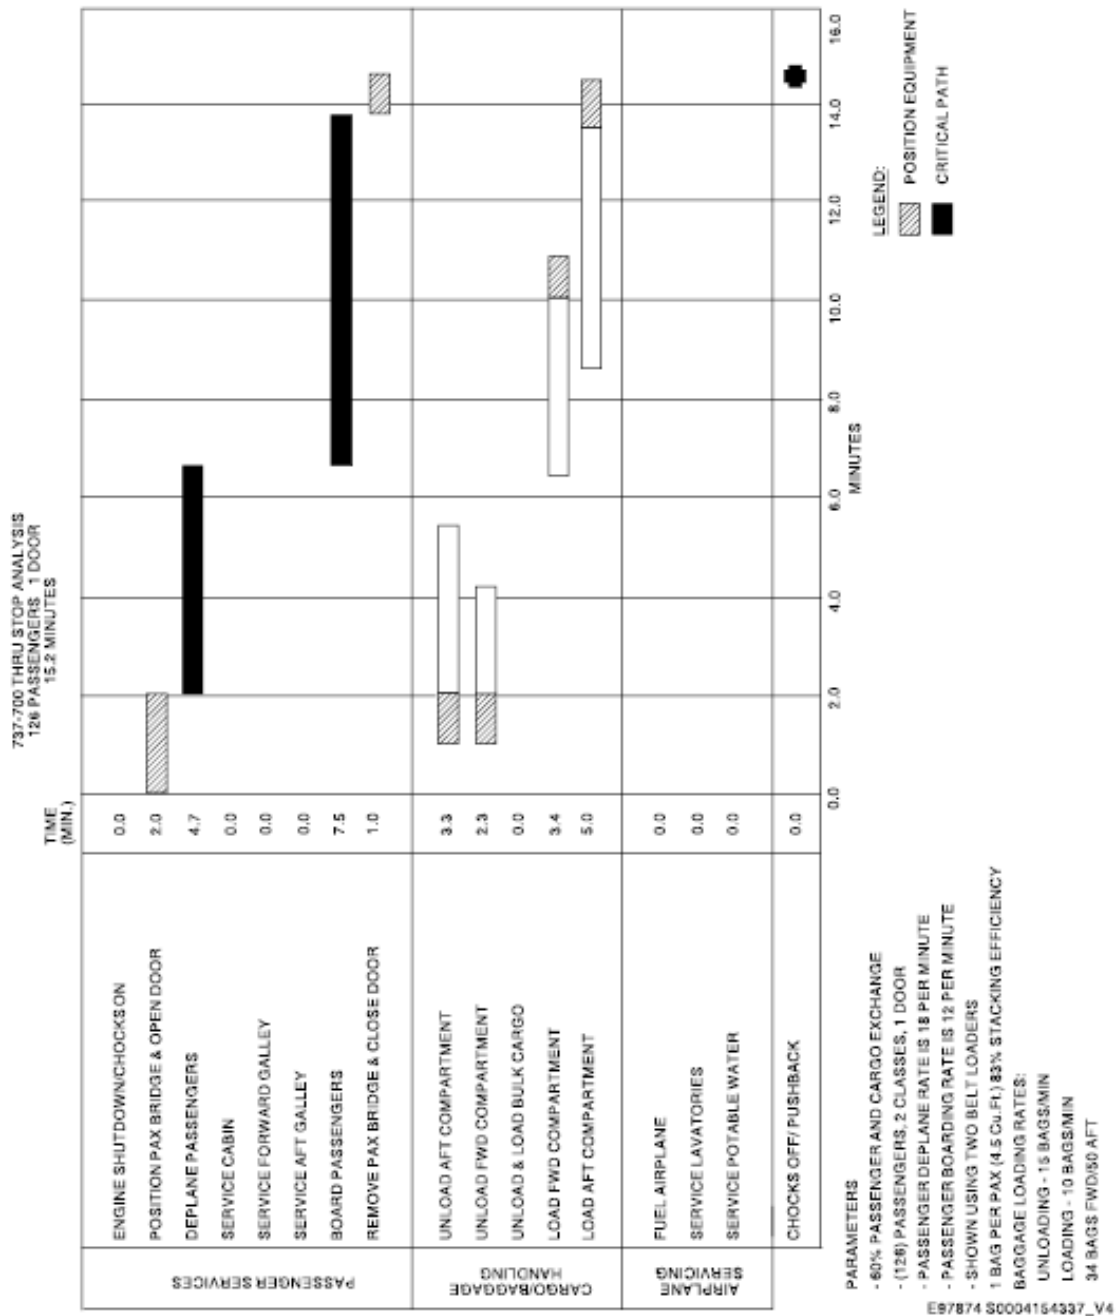 737-700 THRU STOP ANALYSIS
126 PASSENGERS 1 DOOR
15.2 MINUTES
TIME
(MIN.)
PASSENGER SERVICES
ENGINE SHUTDOWN/CHOCKS ON 0.0
POSITION PAX BRIDGE & OPEN DOOR 2.0
DEPLANE PASSENGERS 4.7
SERVICE CABIN 0.0
SERVICE FORWARD GALLEY 0.0
SERVICE AFT GALLEY 0.0
BOARD PASSENGERS 7.5
REMOVE PAX BRIDGE & CLOSE DOOR 1.0
CARGO/BAGGAGE
HANDLING
UNLOAD AFT COMPARTMENT 3.3
UNLOAD FWD COMPARTMENT 2.3
UNLOAD & LOAD BULK CARGO 0.0
LOAD FWD COMPARTMENT 3.4
LOAD AFT COMPARTMENT 5.0
AIRPLANE
SERVICING
FUEL AIRPLANE 0.0
SERVICE LAVATORIES 0.0
SERVICE POTABLE WATER 0.0
CHOCKS OFF/ PUSHBACK 0.0
0.0 2.0 4.0 6.0 8.0 10.0 12.0 14.0 16.0
MINUTES
PARAMETERS
- 60% PASSENGER AND CARGO EXCHANGE
- (126) PASSENGERS, 2 CLASSES, 1 DOOR
- PASSENGER DEPLANE RATE IS 18 PER MINUTE
- PASSENGER BOARDING RATE IS 12 PER MINUTE
- SHOWN USING TWO BELT LOADERS
1 BAG PER PAX (4.5 Cu.Ft.) 83% STACKING EFFICIENCY
BAGGAGE LOADING RATES:
UNLOADING - 15 BAGS/MIN
LOADING - 10 BAGS/MIN
34 BAGS FWD/50 AFT
LEGEND:
POSITION EQUIPMENT
CRITICAL PATH
E97874 S0004154337_V4